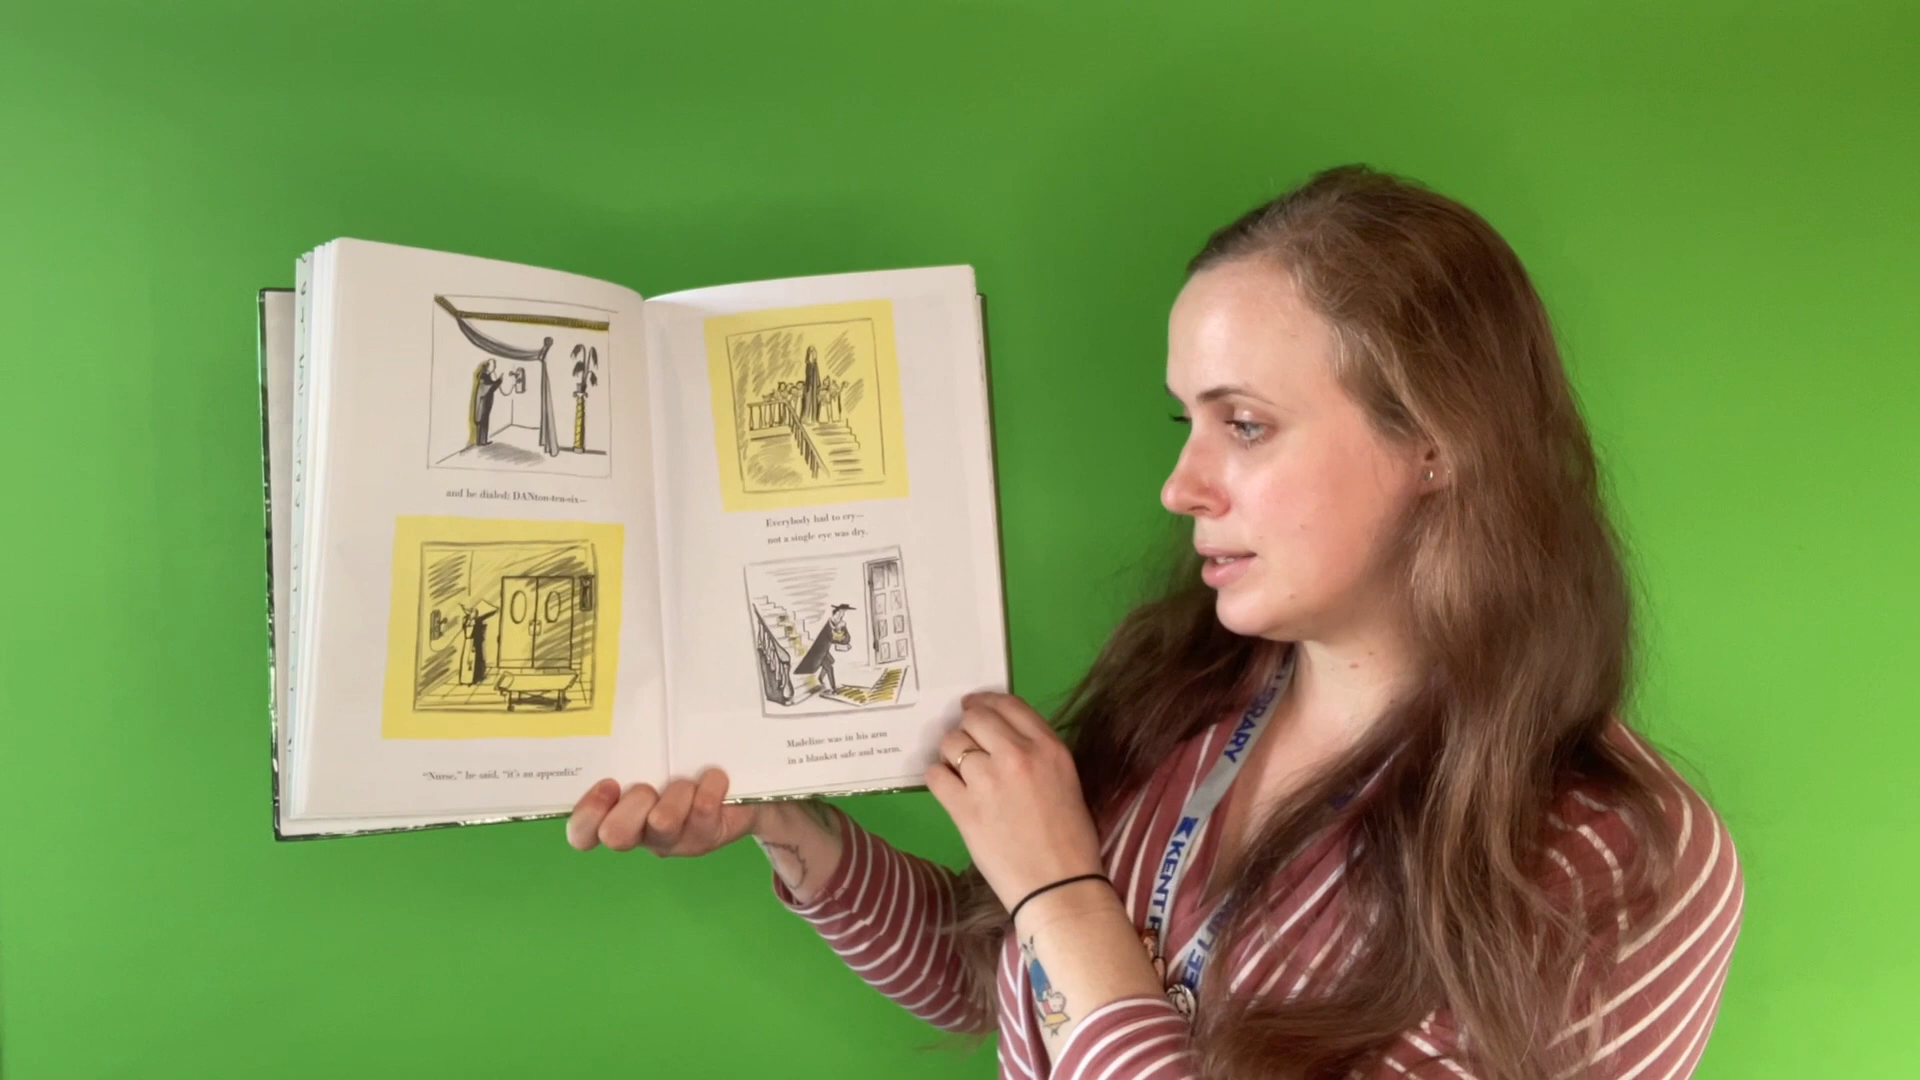 and he dialed: DANton-ten-six—
"Nurse," he said, "it's an appendix!"
Everybody had to cry—
not a single eye was dry.
Madeline was in his arm
in a blanket safe and warm.
LIBRARY
KENT
FREE